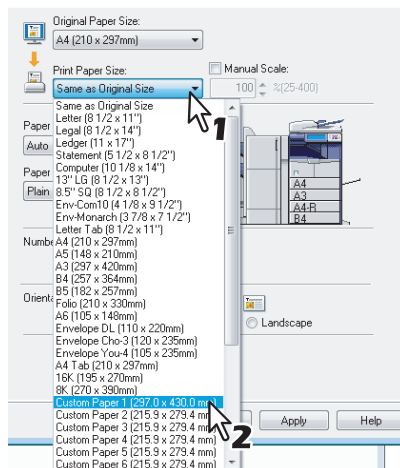 Original Paper Size:
A4 (210 x 297mm)
Print Paper Size:
Manual Scale:
Same as Original Size
100 %(25-400)
1
Same as Original Size
Letter (8 1/2 x 11")
Legal (8 1/2 x 14")
Ledger (11 x 17")
Statement (5 1/2 x 8 1/2")
Computer (10 1/8 x 14")
13" LG (8 1/2 x 13")
8.5" SQ (8 1/2 x 8 1/2")
Env-Com10 (4 1/8 x 9 1/2")
Env-Monarch (3 7/8 x 7 1/2")
Letter Tab (8 1/2 x 11")
A4 (210 x 297mm)
A5 (148 x 210mm)
A3 (297 x 420mm)
B4 (257 x 364mm)
B5 (182 x 257mm)
Folio (210 x 330mm)
A6 (105 x 148mm)
Envelope DL (110 x 220mm)
Envelope Cho-3 (120 x 235mm)
Envelope You-4 (105 x 235mm)
A4 Tab (210 x 297mm)
16K (195 x 270mm)
8K (270 x 390mm)
Custom Paper 1 (297.0 x 430.0 mm)
Custom Paper 2 (215.9 x 279.4 m
Custom Paper 3 (215.9 x 279.4 m
Custom Paper 4 (215.9 x 279.4 m
Custom Paper 5 (215.9 x 279.4 mm
Custom Paper 6 (215.9 x 279.4 mm
2
Paper
Auto
Paper
Plain
A4
A3
A4-R
B4
Numbe
Orienta
Landscape
Apply
Help